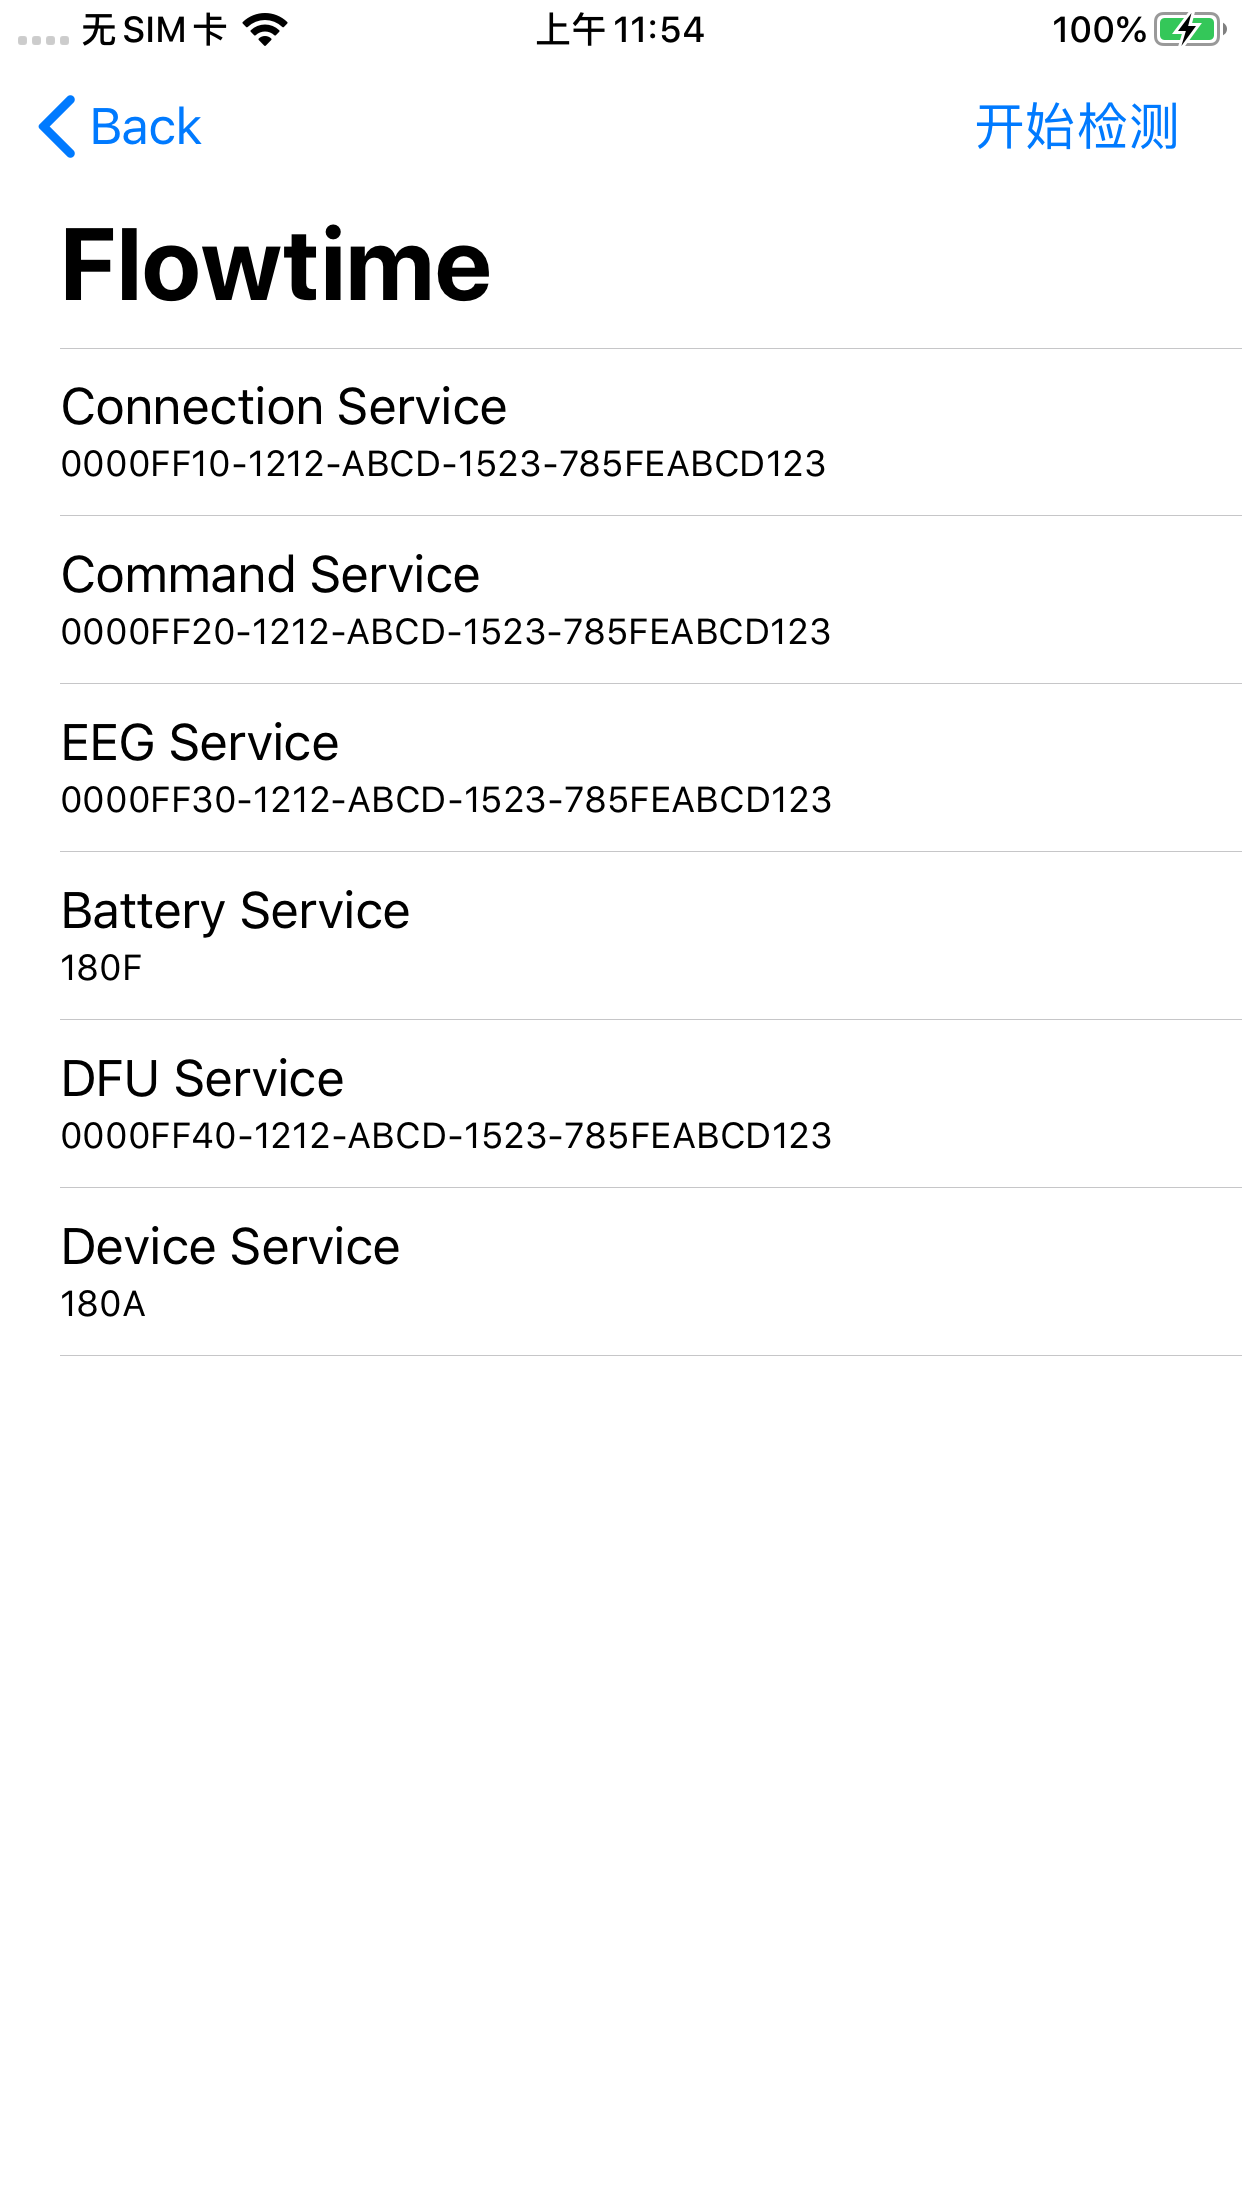 无 SIM 卡 上午 11:54 100%
Back 开始检测
Flowtime
Connection Service
0000FF10-1212-ABCD-1523-785FEABCD123
Command Service
0000FF20-1212-ABCD-1523-785FEABCD123
EEG Service
0000FF30-1212-ABCD-1523-785FEABCD123
Battery Service
180F
DFU Service
0000FF40-1212-ABCD-1523-785FEABCD123
Device Service
180A